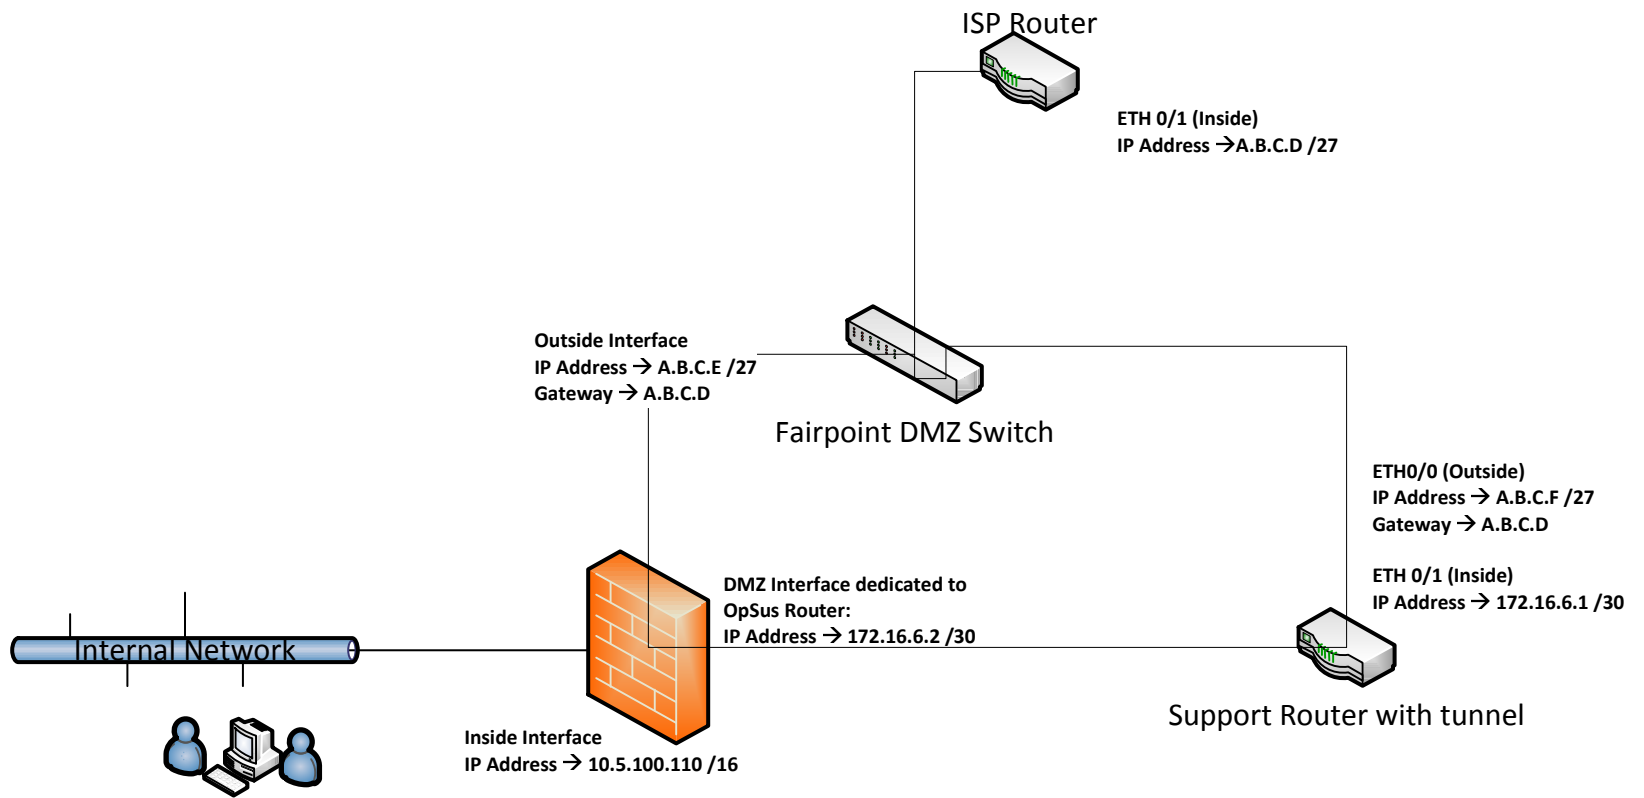 ISP Router
ETH 0/1 (Inside)
IP Address →A.B.C.D /27
Outside Interface
IP Address → A.B.C.E /27
Gateway → A.B.C.D
Fairpoint DMZ Switch
ETH0/0 (Outside)
IP Address → A.B.C.F /27
Gateway → A.B.C.D
ETH 0/1 (Inside)
IP Address → 172.16.6.1 /30
DMZ Interface dedicated to
OpSus Router:
IP Address → 172.16.6.2 /30
Internal Network
Support Router with tunnel
Inside Interface
IP Address → 10.5.100.110 /16